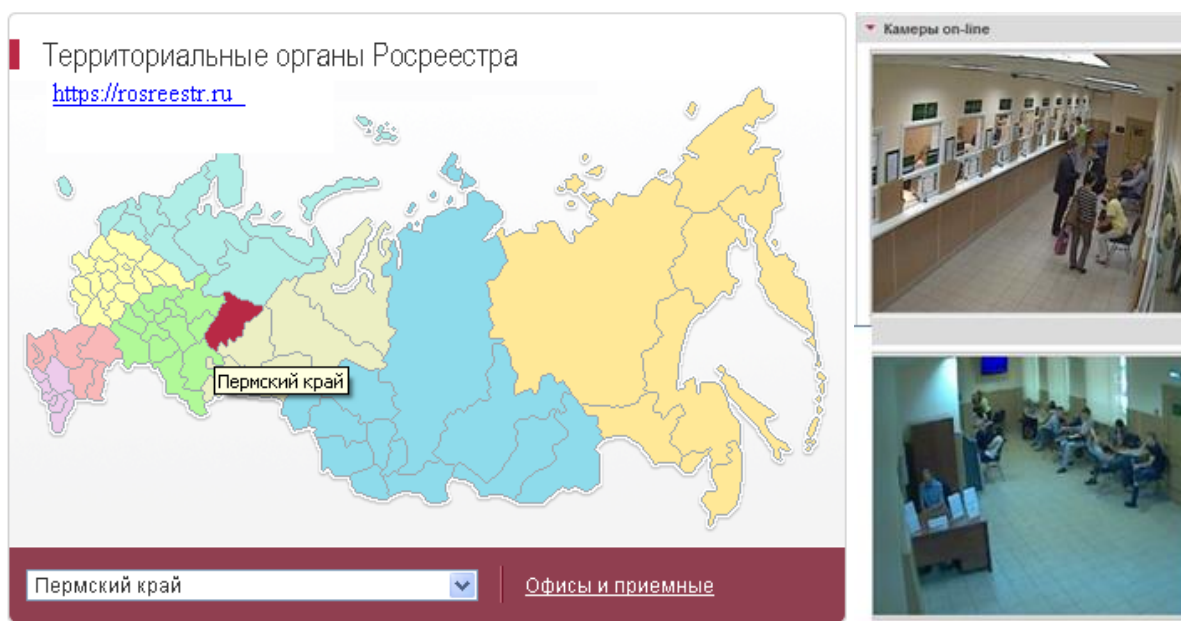 Территориальные органы Росреестра
https://rosreestr.ru
Пермский край
Пермский край
Офисы и приемные
Камеры on-line